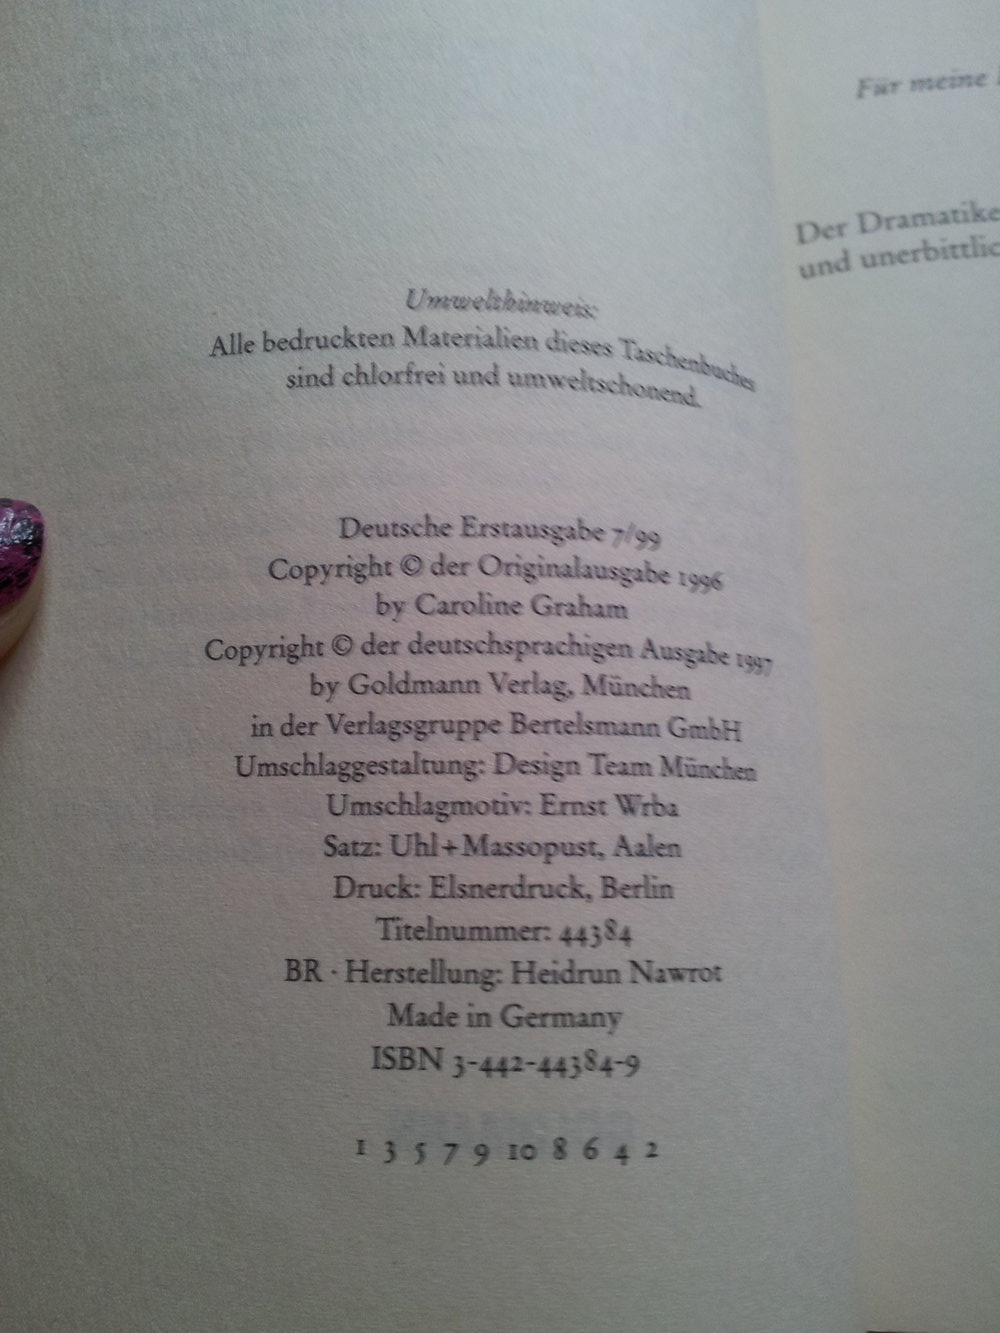 Umwelthinweis:
Alle bedruckten Materialien dieses Taschenbuches
sind chlorfrei und umweltschonend.
Deutsche Erstausgabe 7/99
Copyright © der Originalausgabe 1996
by Caroline Graham
Copyright © der deutschsprachigen Ausgabe 1997
by Goldmann Verlag, München
in der Verlagsgruppe Bertelsmann GmbH
Umschlaggestaltung: Design Team München
Umschlagmotiv: Ernst Wrba
Satz: Uhl+Massopust, Aalen
Druck: Elsnerdruck, Berlin
Titelnummer: 44384
BR · Herstellung: Heidrun Nawrot
Made in Germany
ISBN 3-442-44384-9
1 3 5 7 9 10 8 6 4 2
Für meine
Der Dramatike
und unerbittlic